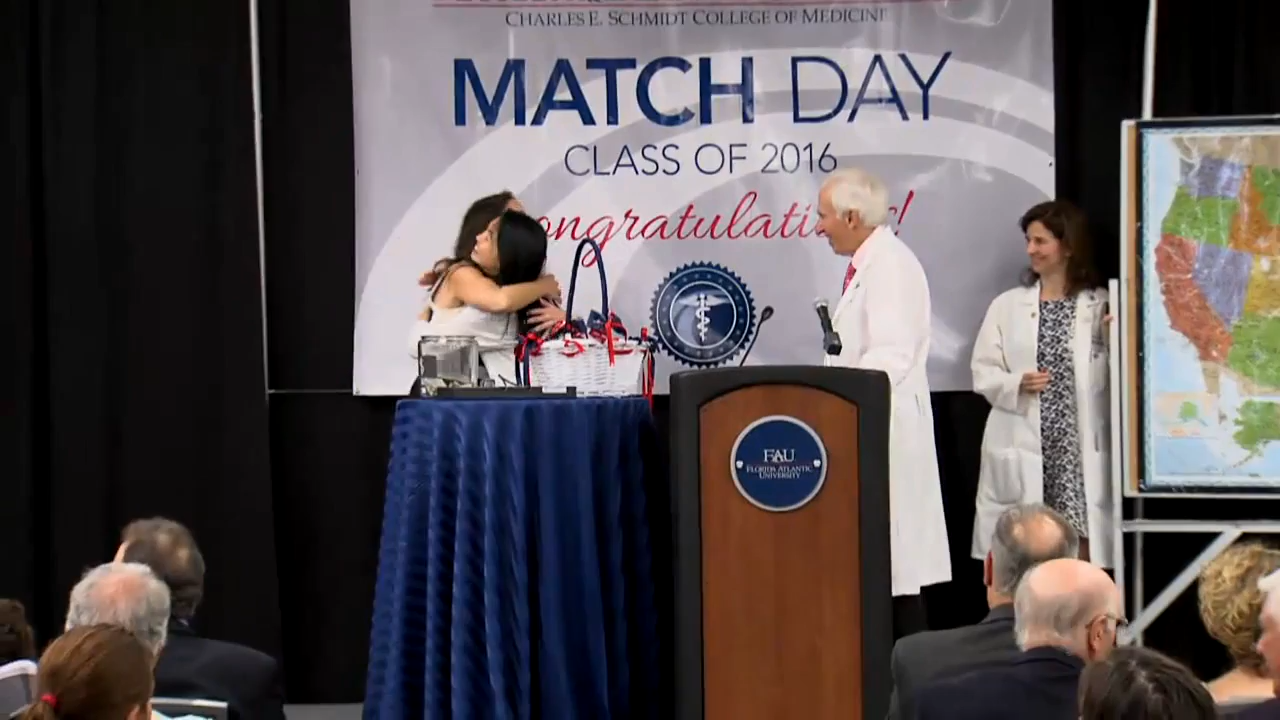 CHARLES E. SCHMIDT COLLEGE OF MEDICINE
MATCH DAY
CLASS OF 2016
FAU
FLORIDA ATLANTIC
UNIVERSITY